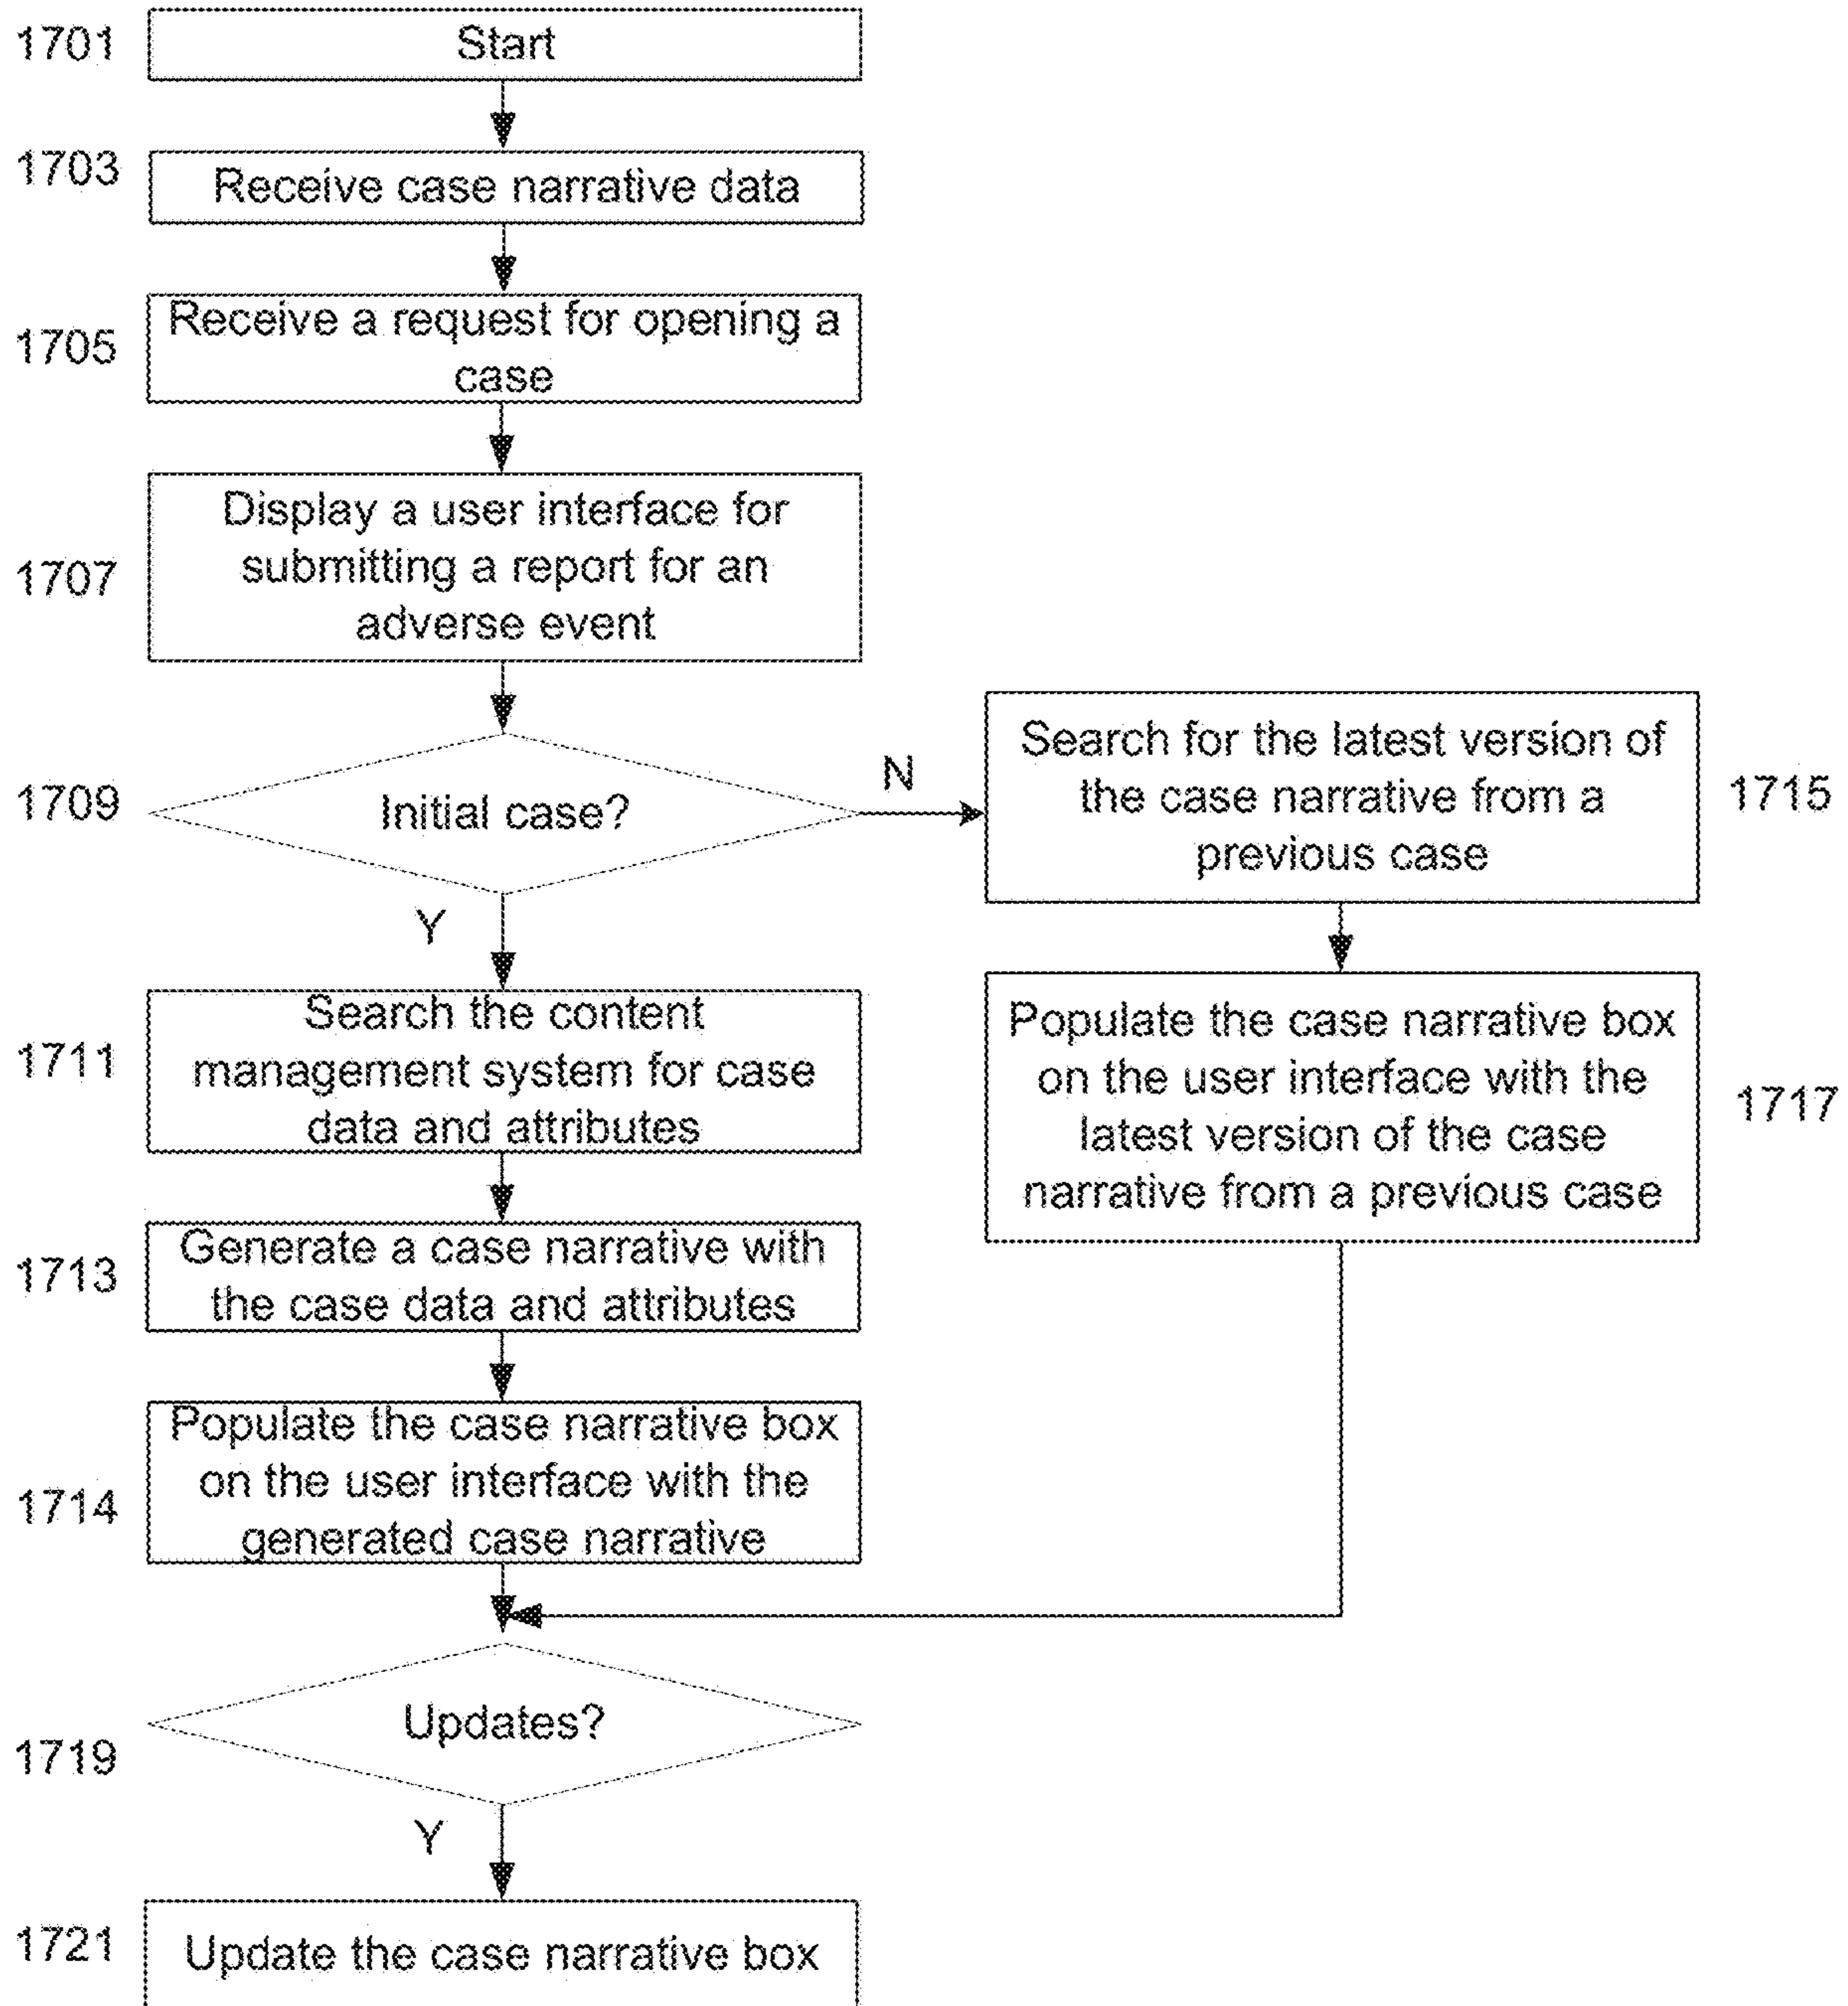 1701
Start
1703
Receive case narrative data
1705
Receive a request for opening a
case
1707
Display a user interface for
submitting a report for an
adverse event
1709
Initial case?
N
Y
Search for the latest version of
the case narrative from a
previous case
1715
1711
Search the content
management system for case
data and attributes
Populate the case narrative box
on the user interface with the
latest version of the case
narrative from a previous case
1717
1713
Generate a case narrative with
the case data and attributes
1714
Populate the case narrative box
on the user interface with the
generated case narrative
1719
Updates?
Y
1721
Update the case narrative box